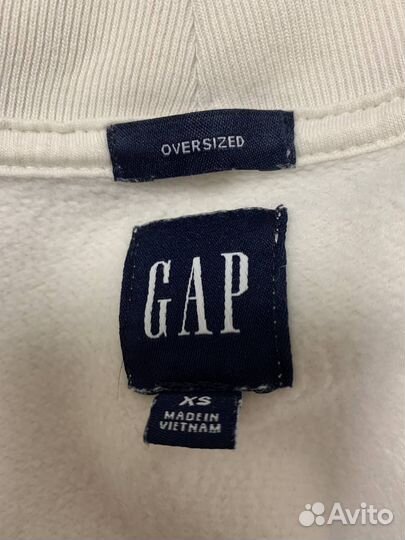 OVERSIZED
GAP
XS
MADE IN
VIETNAM
Avito